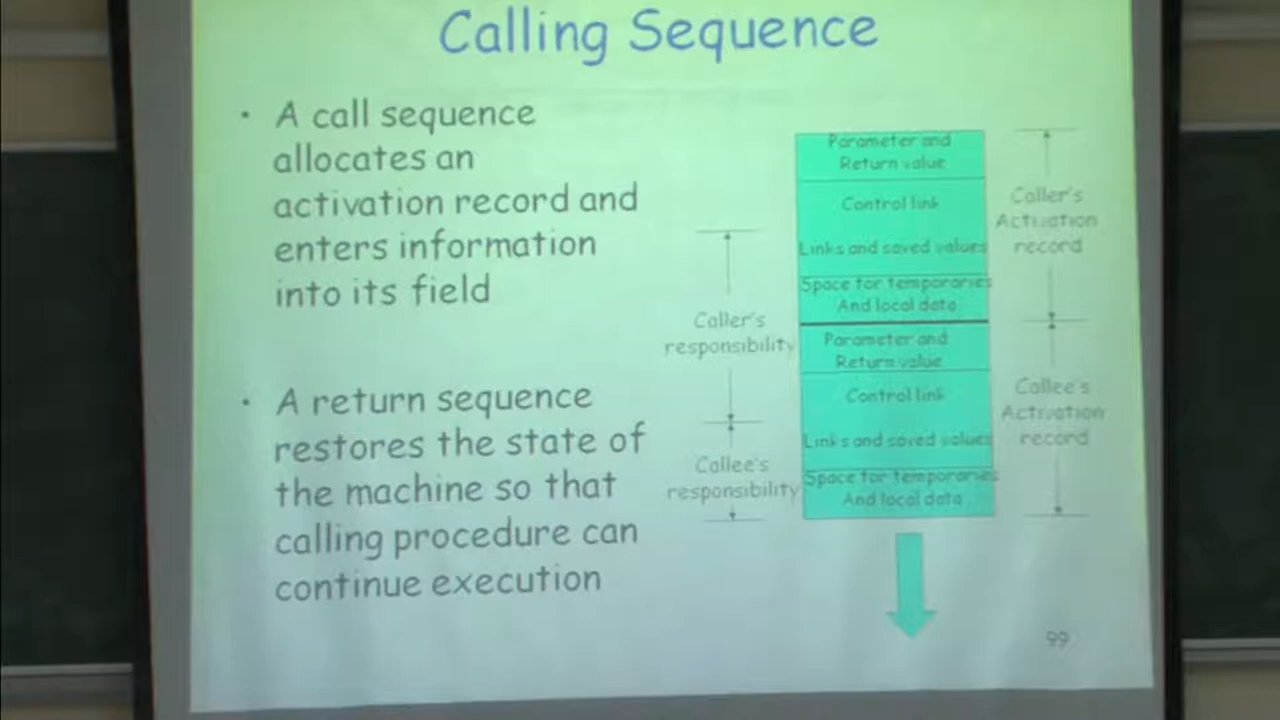 Calling Sequence
• A call sequence
allocates an
activation record and
enters information
into its field
• A return sequence
restores the state of
the machine so that
calling procedure can
continue execution
Parameter and
Return value
Control link
Links and saved values
Space for temporaries
And local data
Parameter and
Return value
Control link
Links and saved values
Space for temporaries
And local data
Caller's
responsibility
Callee's
responsibility
Caller's
Activation
record
Callee's
Activation
record
99